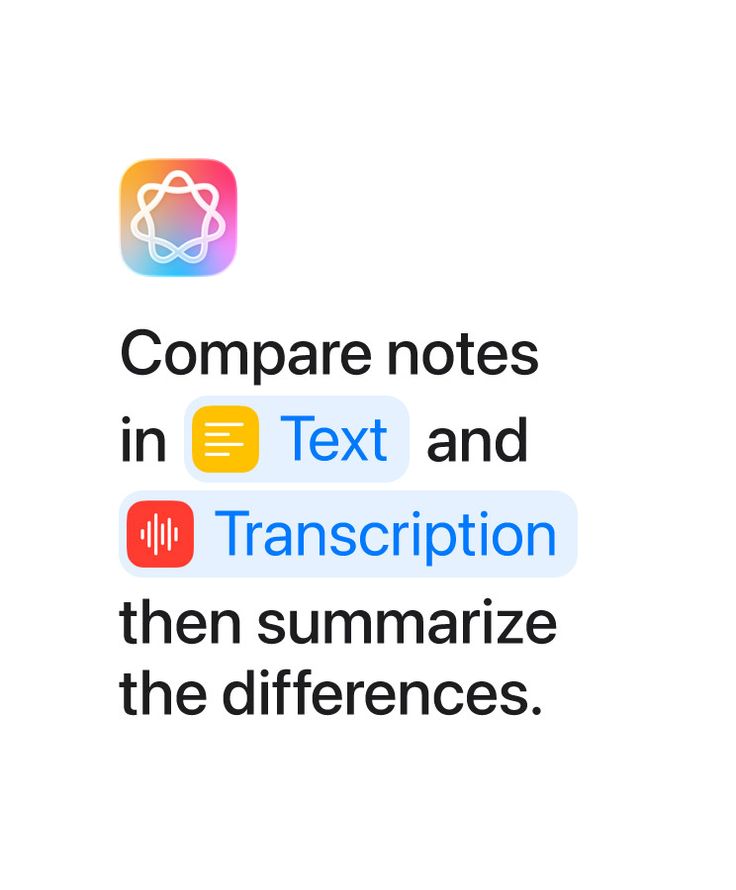 Compare notes
in Text and
Transcription
then summarize
the differences.